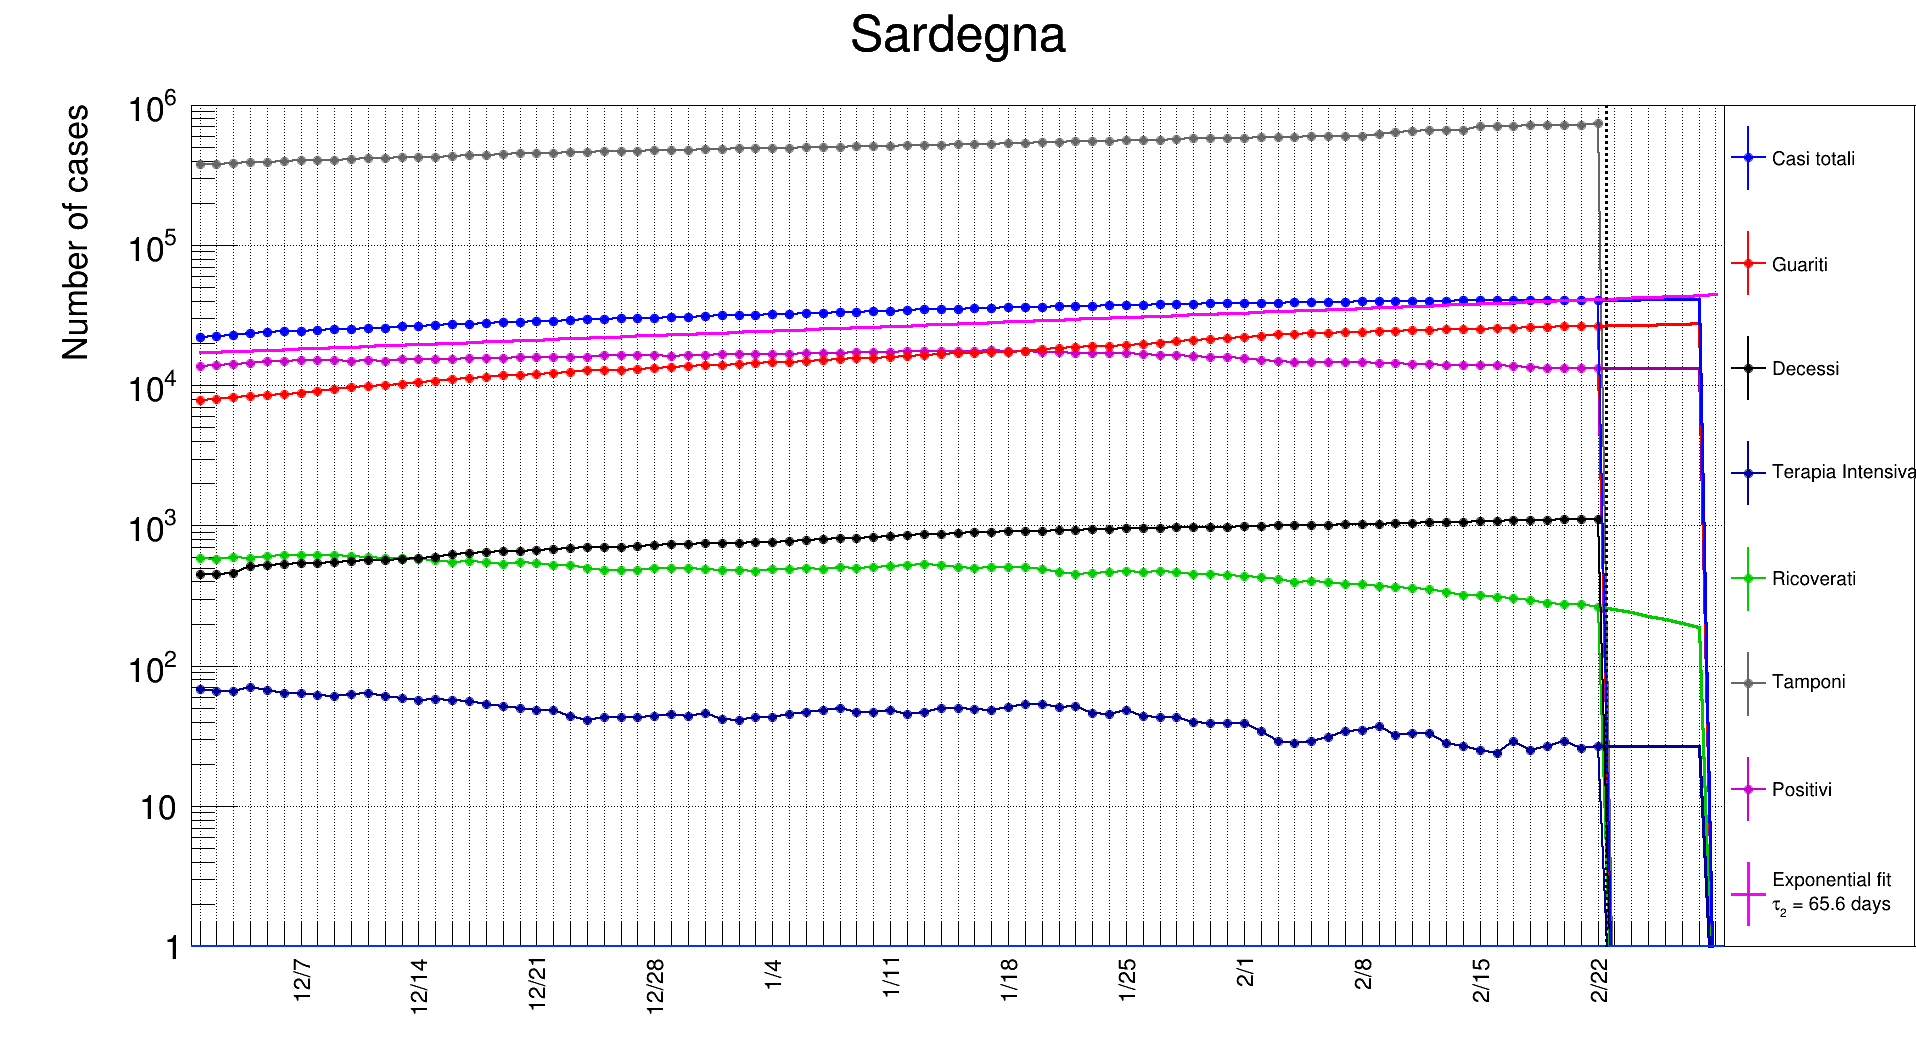 Sardegna
Number of cases
10^6
10^5
10^4
10^3
10^2
10
1
12/7
12/14
12/21
12/28
1/4
1/11
1/18
1/25
2/1
2/8
2/15
2/22
Casi totali
Guariti
Decessi
Terapia Intensiva
Ricoverati
Tamponi
Positivi
Exponential fit
τ₂ = 65.6 days